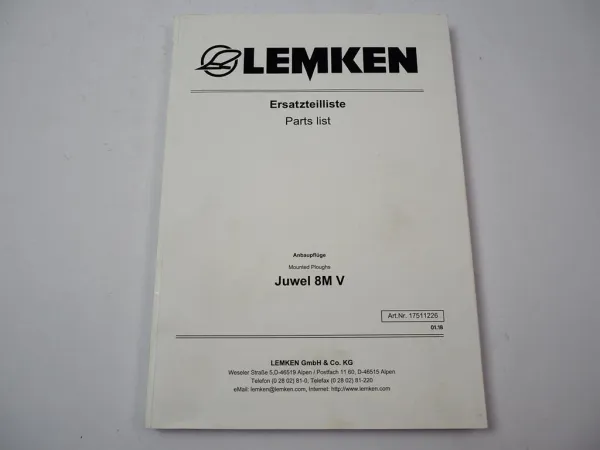 LEMKEN
Ersatzteilliste
Parts list
Anbaupflüge
Mounted Ploughs
Juwel 8M V
Art.Nr. 17511226
01.16
LEMKEN GmbH & Co. KG
Weseler Straße 5,D-46519 Alpen / Postfach 11 60, D-46515 Alpen
Telefon (0 28 02) 81-0; Telefax (0 28 02) 81-220
eMail: lemken@lemken.com, Internet: http://www.lemken.com